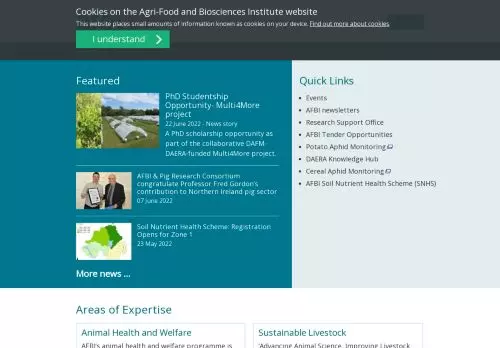 Cookies on the Agri-Food and Biosciences Institute website
This website places small amounts of information known as cookies on your device. Find out more about cookies
I understand
Featured
PhD Studentship
Opportunity- Multi4More
project
22 June 2022 - News story
A PhD scholarship opportunity as
part of the collaborative DAFM-
DAERA-funded Multi4More project.
AFBI & Pig Research Consortium
congratulate Professor Fred Gordon's
contribution to Northern Ireland pig sector
07 June 2022
Soil Nutrient Health Scheme: Registration
Opens for Zone 1
23 May 2022
More news ...
Quick Links
Events
AFBI newsletters
Research Support Office
AFBI Tender Opportunities
Potato Aphid Monitoring
DAERA Knowledge Hub
Cereal Aphid Monitoring
AFBI Soil Nutrient Health Scheme (SNHS)
Areas of Expertise
Animal Health and Welfare
AFBI's animal health and welfare programme is
Sustainable Livestock
'Advancing Animal Science, Improving Livestock